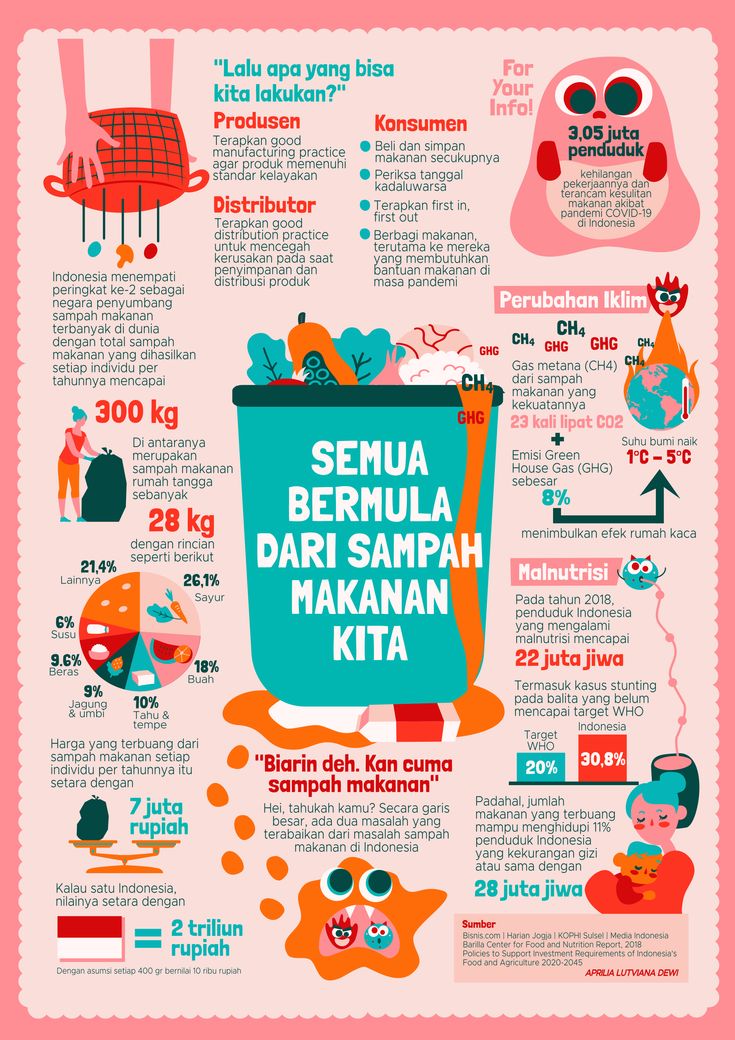 "Lalu apa yang bisa
kita lakukan?"
Produsen
Terapkan good
manufacturing practice
agar produk memenuhi
standar kelayakan
Distributor
Terapkan good
distribution practice
untuk mencegah
kerusakan pada saat
penyimpanan dan
distribusi produk
Konsumen
Beli dan simpan
makanan secukupnya
Periksa tanggal
kadaluwarsa
Terapkan first in,
first out
Berbagi makanan,
terutama ke mereka
yang membutuhkan
bantuan makanan di
masa pandemi
For
Your
Info!
3,05 juta
penduduk
kehilangan
pekerjaannya dan
terancam kesulitan
makanan akibat
pandemi COVID-19
di Indonesia
Indonesia menempati
peringkat ke-2 sebagai
negara penyumbang
sampah makanan
terbanyak di dunia
dengan total sampah
makanan yang dihasilkan
setiap individu per
tahunnya mencapai
300 kg
Di antaranya
merupakan
sampah makanan
rumah tangga
sebanyak
28 kg
dengan rincian
seperti berikut
21,4%
Lainnya
26,1%
Sayur
6%
Susu
9.6%
Beras
9%
Jagung
& umbi
10%
Tahu &
tempe
18%
Buah
Harga yang terbuang dari
sampah makanan setiap
individu per tahunnya itu
setara dengan
7 juta
rupiah
Kalau satu Indonesia,
nilainya setara dengan
= 2 triliun
rupiah
Dengan asumsi setiap 400 gr bernilai 10 ribu rupiah
GHG
CH4
GHG
SEMUA
BERMULA
DARI SAMPAH
MAKANAN
KITA
"Biarin deh. Kan cuma
sampah makanan"
Hei, tahukah kamu? Secara garis
besar, ada dua masalah yang
terabaikan dari masalah sampah
makanan di Indonesia
Perubahan Iklim
CH4
CH4
GHG
GHG
CH4
CH4
Gas metana (CH4)
dari sampah
makanan yang
kekuatannya
23 kali lipat CO2
+
Emisi Green
House Gas (GHG)
sebesar
8%
Suhu bumi naik
1°C – 5°C
menimbulkan efek rumah kaca
Malnutrisi
Pada tahun 2018,
penduduk Indonesia
yang mengalami
malnutrisi mencapai
22 juta jiwa
Termasuk kasus stunting
pada balita yang belum
mencapai target WHO
Target
WHO
20%
Indonesia
30,8%
Padahal, jumlah
makanan yang terbuang
mampu menghidupi 11%
penduduk Indonesia
yang kekurangan gizi
atau sama dengan
28 juta jiwa
Sumber
Bisnis.com | Harian Jogja | KOPHI Sulsel | Media Indonesia
Barilla Center for Food and Nutrition Report, 2018
Policies to Support Investment Requirements of Indonesia's
Food and Agriculture 2020-2045
APRILIA LUTVIANA DEWI